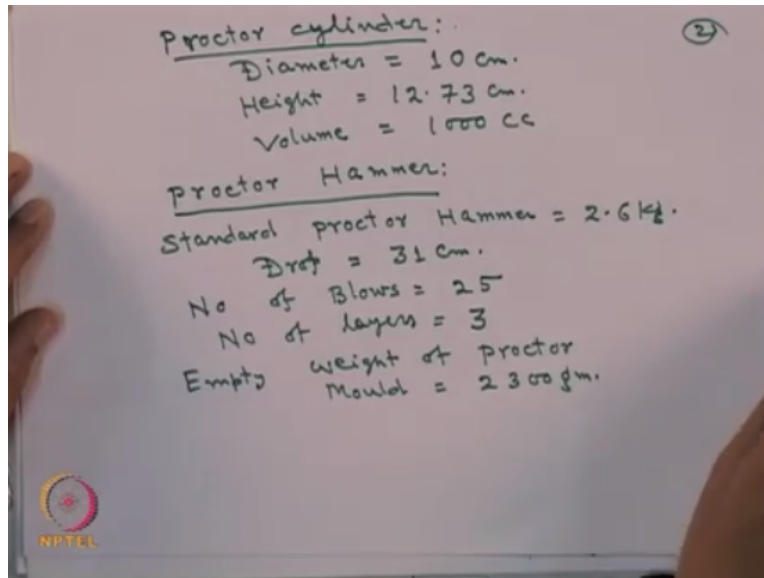 Proctor cylinder:
②
Diameter = 10 cm.
Height = 12.73 cm.
Volume = 1000 cc
Proctor Hammer:
Standard proctor Hammer = 2.6 kg.
Drop = 31 cm.
No of Blows = 25
No of layers = 3
Empty weight of proctor
Mould = 2300 gm.
NPTEL